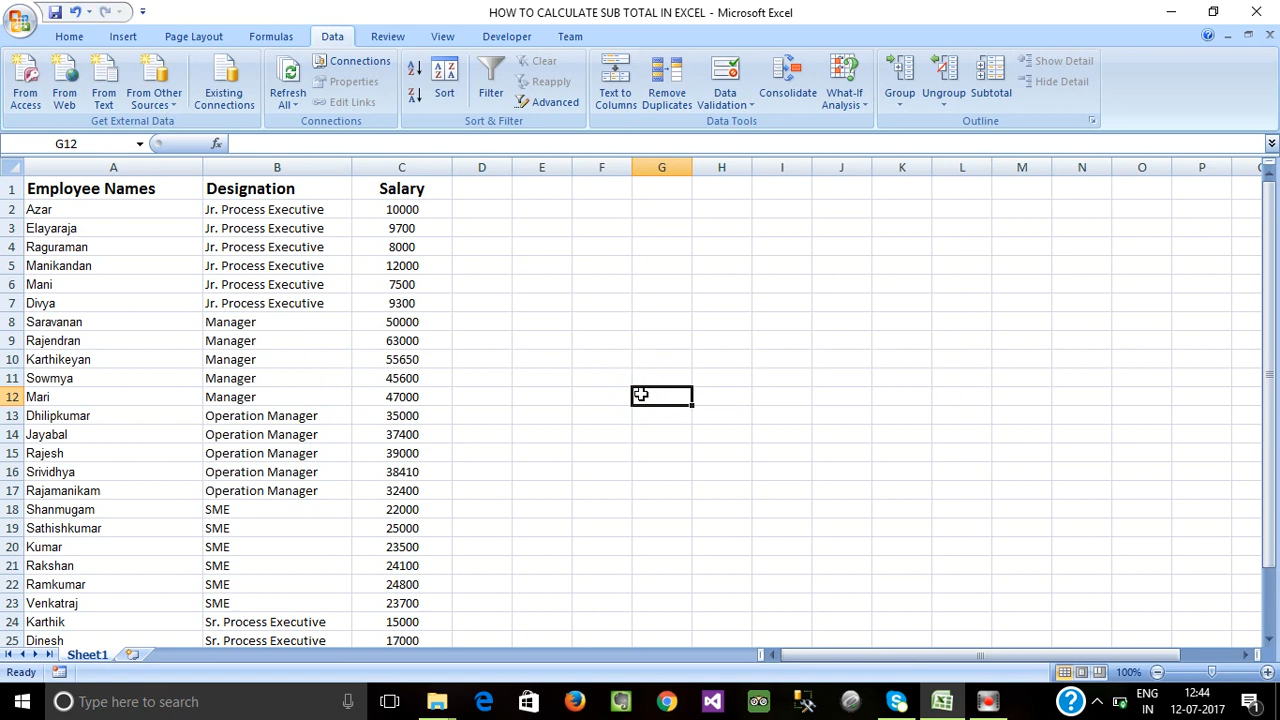 HOW TO CALCULATE SUB TOTAL IN EXCEL - Microsoft Excel
Home Insert Page Layout Formulas Data Review View Developer Team
From Access
From Web
From Text
From Other Sources
Existing Connections
Get External Data
Refresh All
Connections
Properties
Edit Links
Connections
Sort
Filter
Clear
Reapply
Advanced
Sort & Filter
Text to Columns
Remove Duplicates
Data Validation
Consolidate
What-If Analysis
Data Tools
Group
Ungroup
Subtotal
Show Detail
Hide Detail
Outline
G12 fx
A B C D E F G H I J K L M N O P
1 Employee Names Designation Salary
2 Azar Jr. Process Executive 10000
3 Elayaraja Jr. Process Executive 9700
4 Raguraman Jr. Process Executive 8000
5 Manikandan Jr. Process Executive 12000
6 Mani Jr. Process Executive 7500
7 Divya Jr. Process Executive 9300
8 Saravanan Manager 50000
9 Rajendran Manager 63000
10 Karthikeyan Manager 55650
11 Sowmya Manager 45600
12 Mari Manager 47000
13 Dhilipkumar Operation Manager 35000
14 Jayabal Operation Manager 37400
15 Rajesh Operation Manager 39000
16 Srividhya Operation Manager 38410
17 Rajamanikam Operation Manager 32400
18 Shanmugam SME 22000
19 Sathishkumar SME 25000
20 Kumar SME 23500
21 Rakshan SME 24100
22 Ramkumar SME 24800
23 Venkatraj SME 23700
24 Karthik Sr. Process Executive 15000
25 Dinesh Sr. Process Executive 17000
Sheet1
Ready 100%
Type here to search
ENG 12:44
IN 12-07-2017